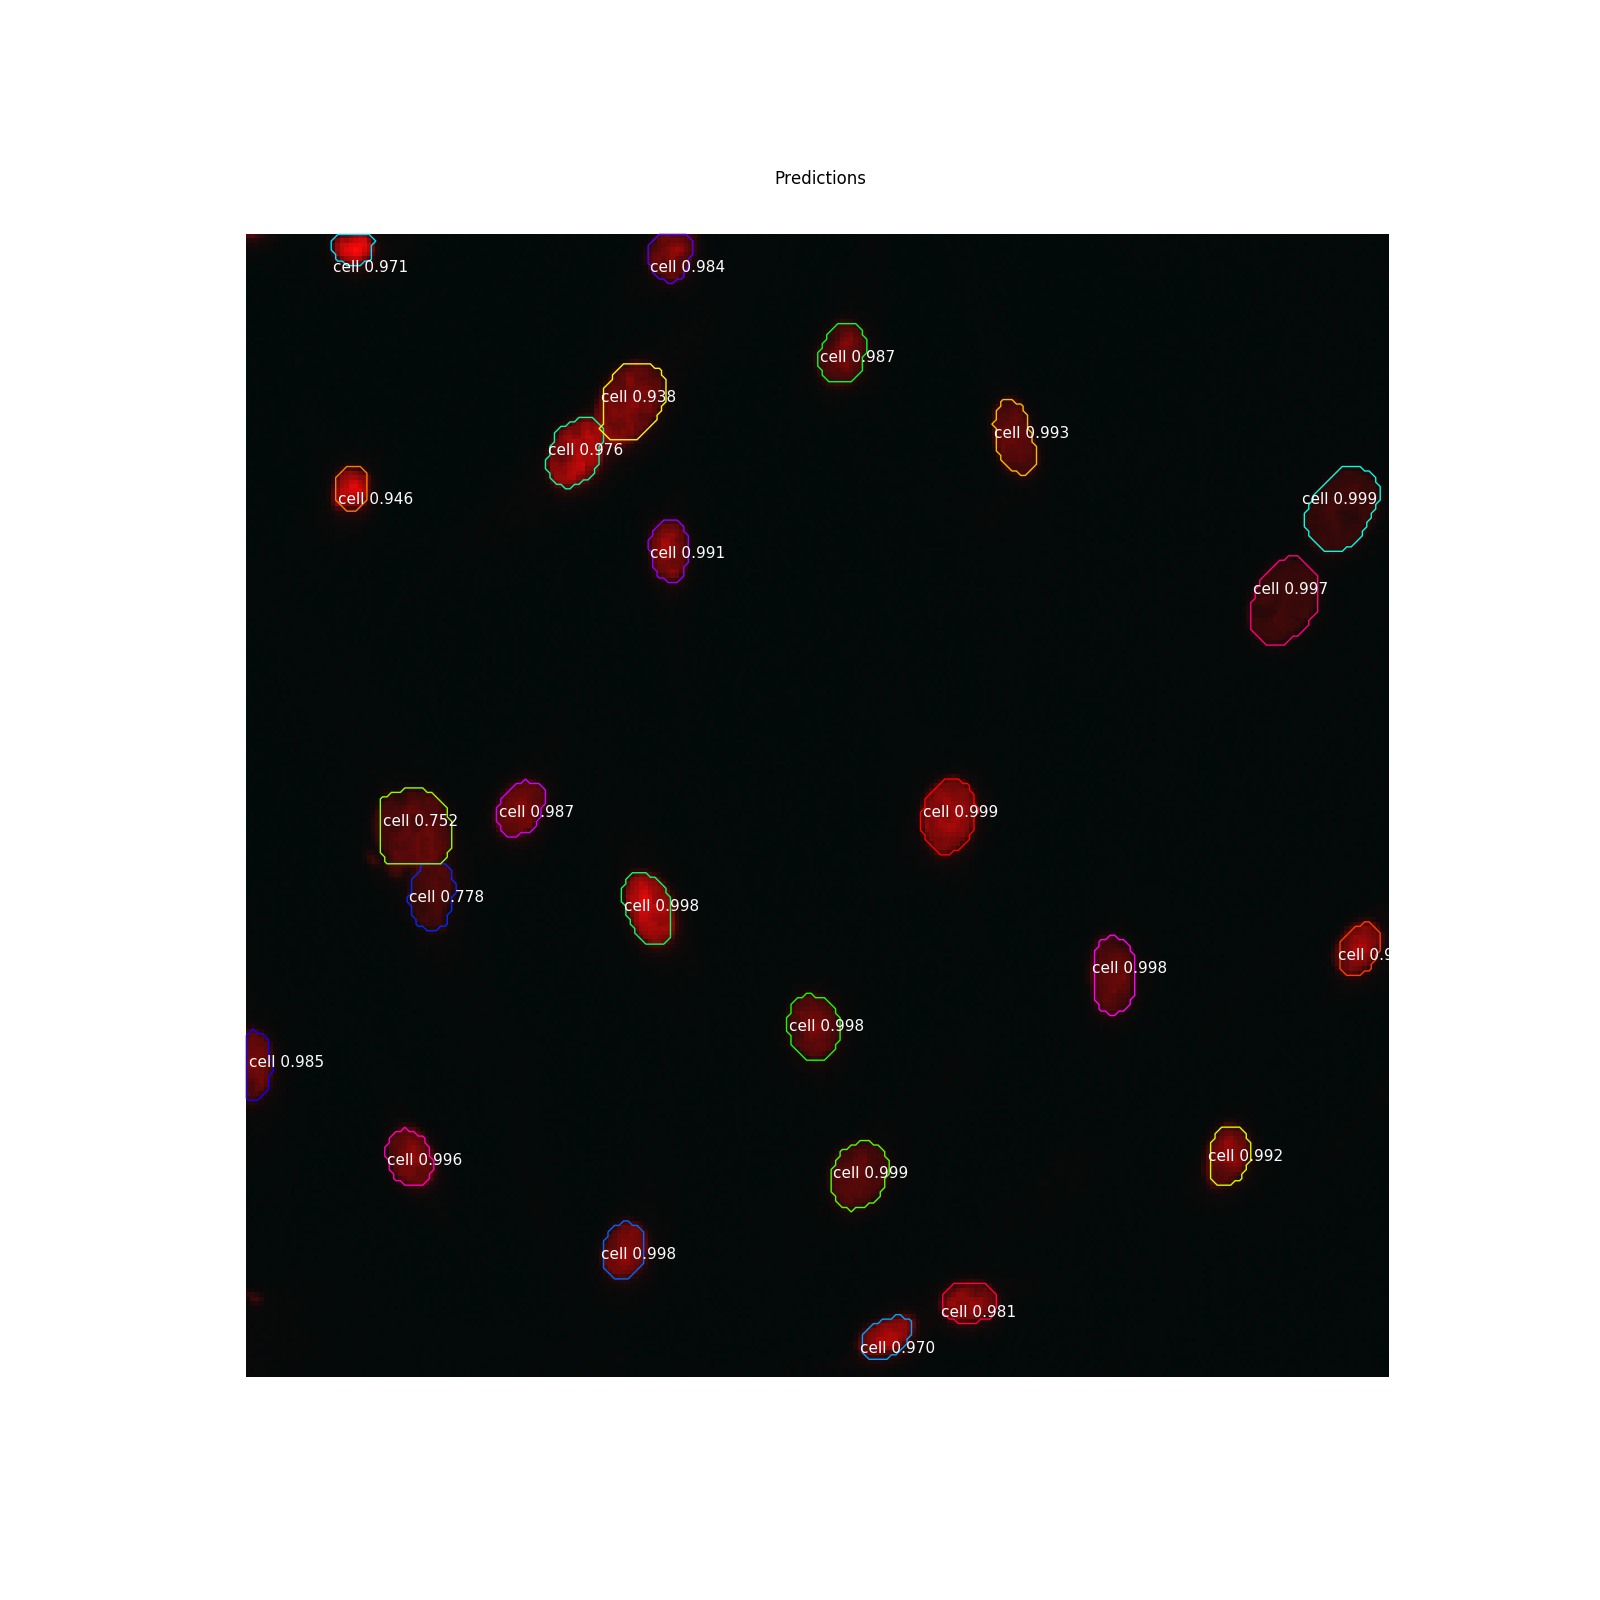 Predictions
cell 0.971
cell 0.984
cell 0.987
cell 0.938
cell 0.993
cell 0.976
cell 0.946
cell 0.999
cell 0.991
cell 0.997
cell 0.752
cell 0.987
cell 0.999
cell 0.778
cell 0.998
cell 0.9
cell 0.998
cell 0.998
cell 0.985
cell 0.996
cell 0.999
cell 0.992
cell 0.998
cell 0.981
cell 0.970